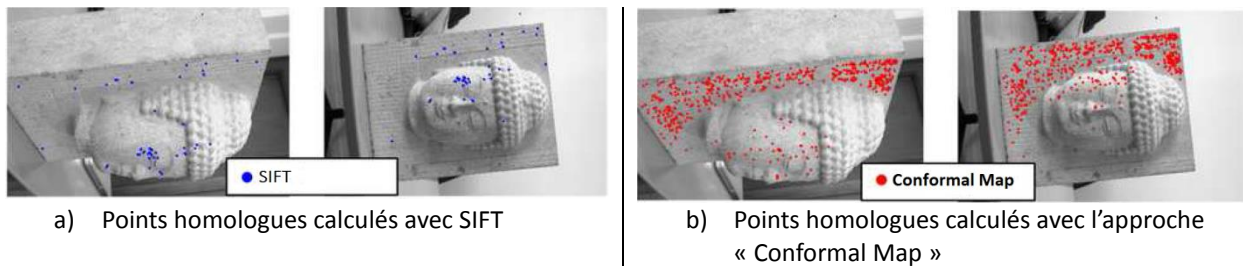 SIFT
a) Points homologues calculés avec SIFT
Conformal Map
b) Points homologues calculés avec l’approche
« Conformal Map »